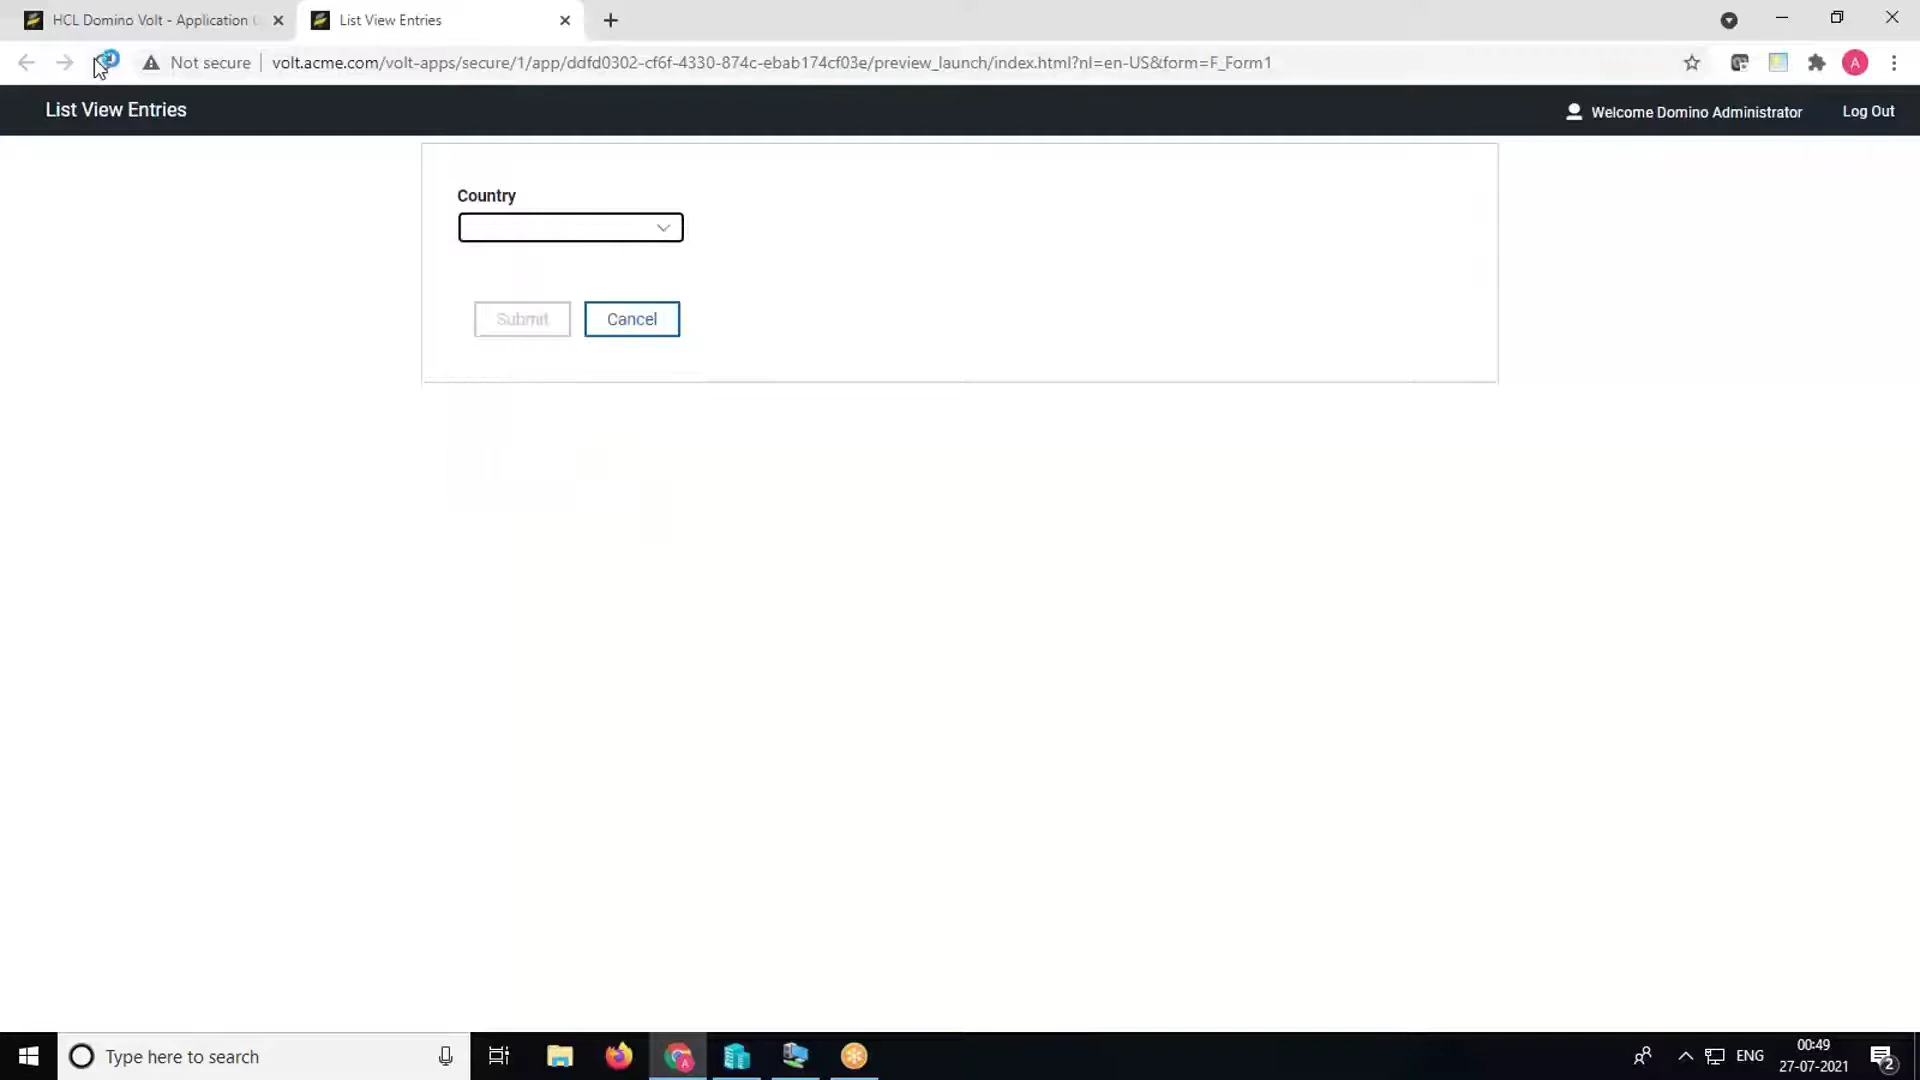 HCL Domino Volt - Application
List View Entries
Not secure
volt.acme.com/volt-apps/secure/1/app/ddfd0302-cf6f-4330-874c-ebab174cf03e/preview_launch/index.html?nl=en-US&form=F_Form1
A
List View Entries
Welcome Domino Administrator
Log Out
Country
Submit
Cancel
Type here to search
A
ENG
00:49
27-07-2021
2